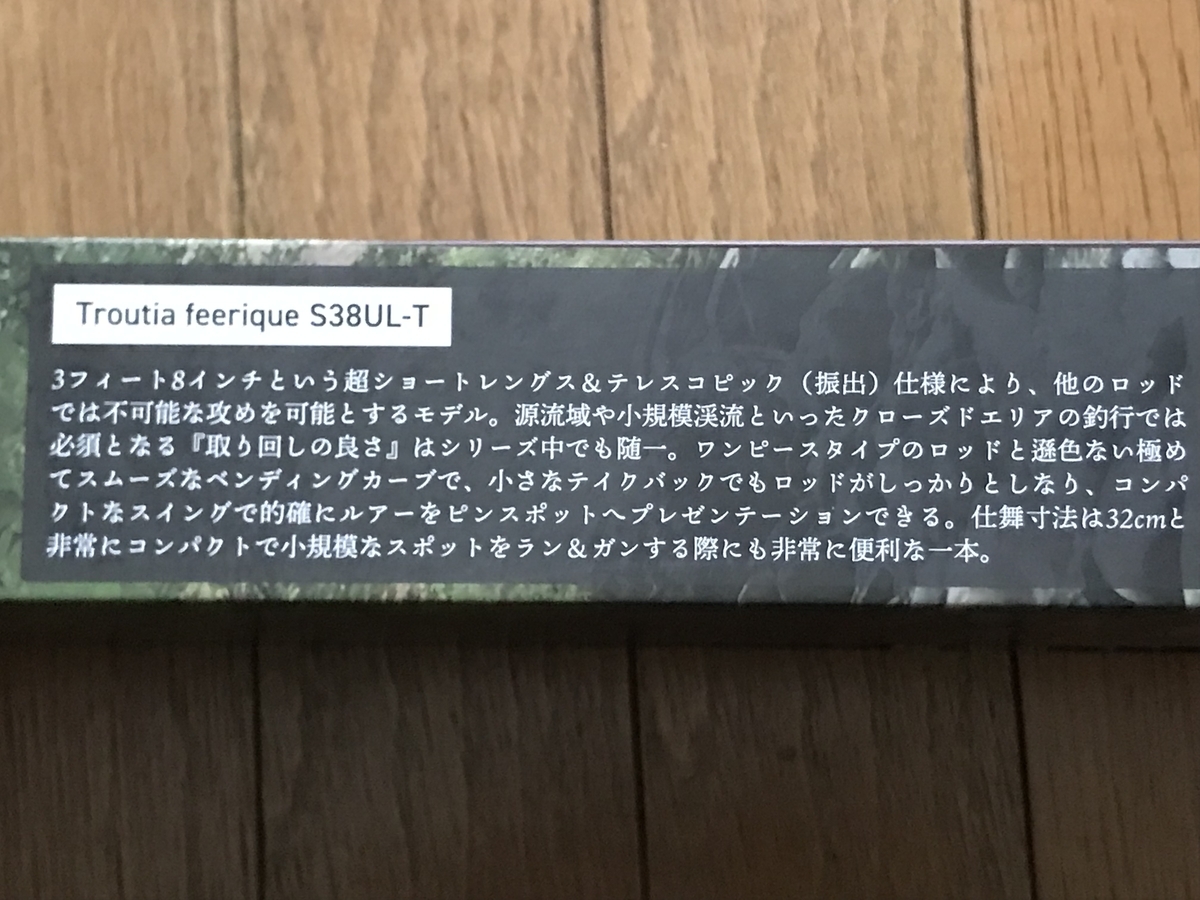 Troutia feerique S38UL-T
3フィート8インチという超ショートレングス＆テレスコピック（振出）仕様により、他のロッド
では不可能な攻めを可能とするモデル。源流域や小規模渓流といったクローズドエリアの釣行では
必須となる『取り回しの良さ』はシリーズ中でも随一。ワンピースタイプのロッドと遜色ない極め
てスムーズなベンディングカーブで、小さなテイクバックでもロッドがしっかりとしなり、コンパ
クトなスイングで的確にルアーをピンスポットへプレゼンテーションできる。仕舞寸法は32cmと
非常にコンパクトで小規模なスポットをラン＆ガンする際にも非常に便利な一本。